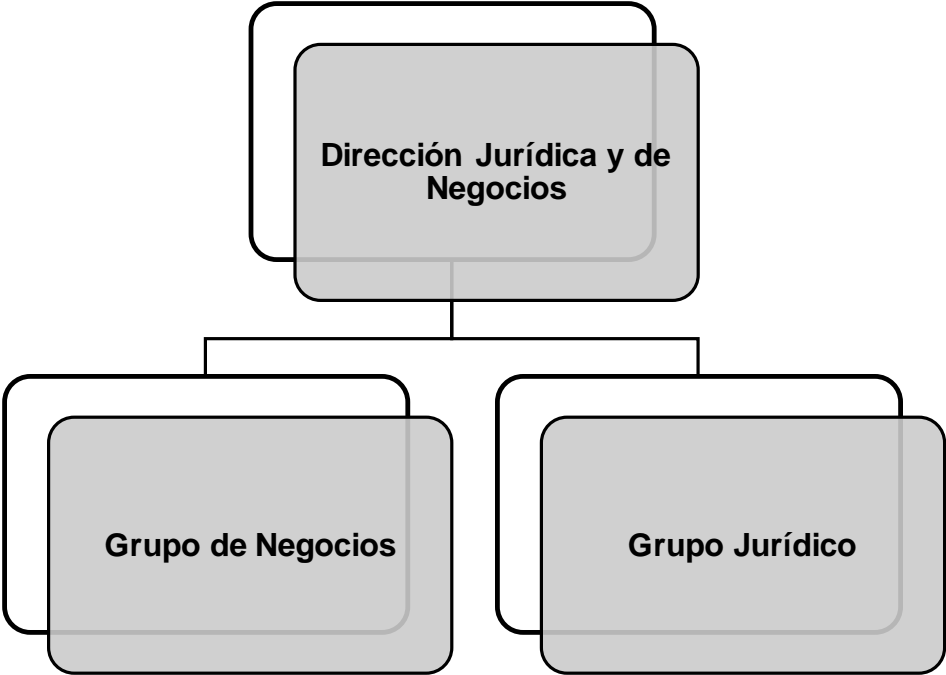 Dirección Jurídica y de
Negocios
Grupo de Negocios
Grupo Jurídico